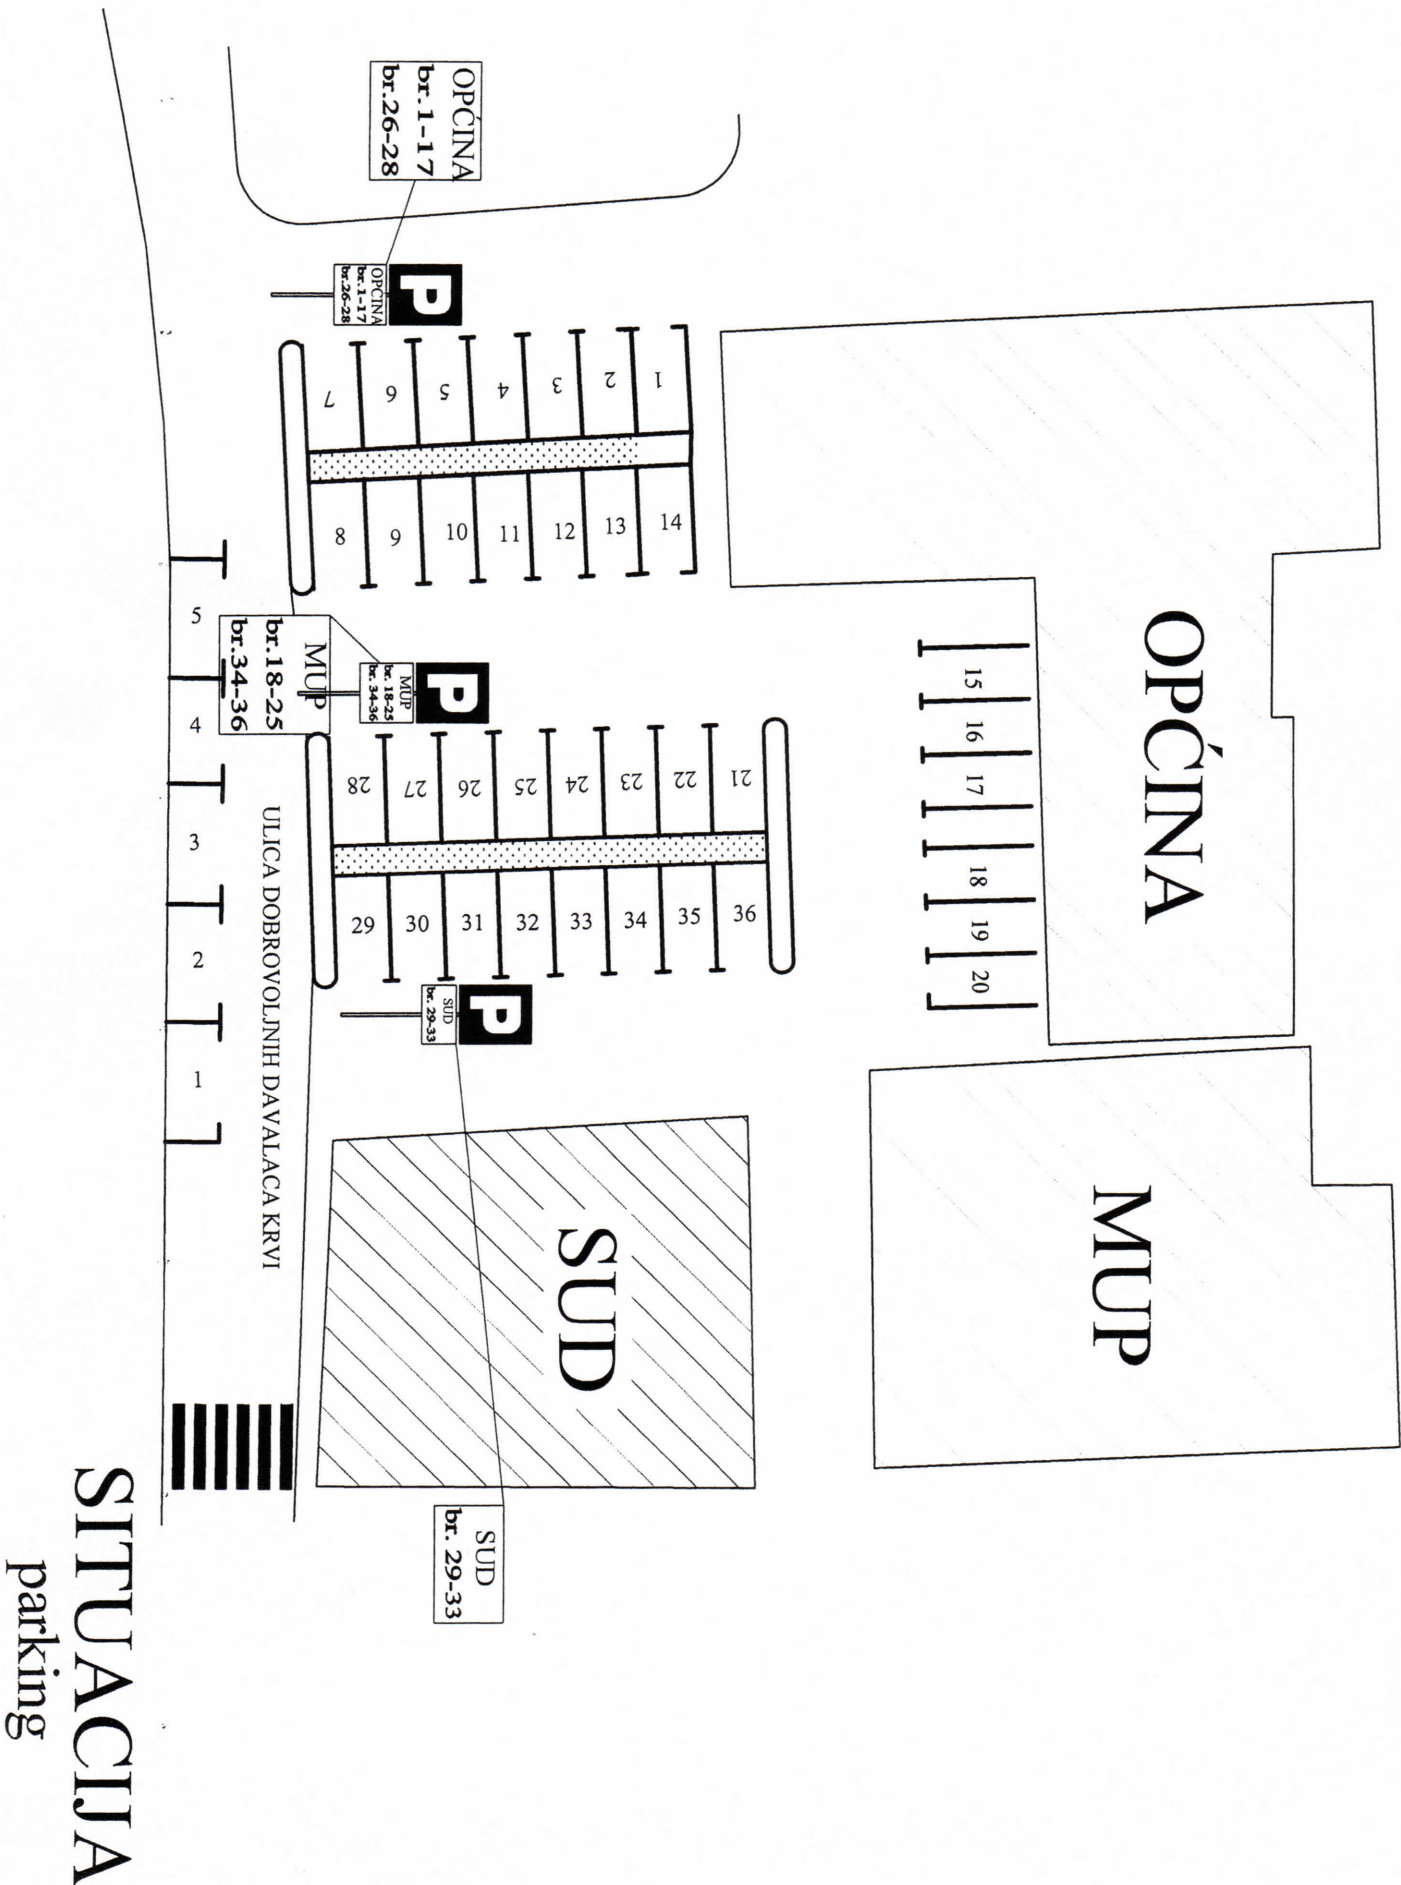 OPĆINA
br.1-17
br.26-28
OPĆINA
br.1-17
br.26-28
P
7
6
5
4
3
2
1
8
9
10
11
12
13
14
OPĆINA
15
16
17
18
19
20
MUP
br.18-25
br.34-36
MUP
br. 18-25
br. 34-36
P
28
27
26
25
24
23
22
21
29
30
31
32
33
34
35
36
SUD
br. 29-33
P
5
4
3
2
1
ULICA DOBROVOLJNIH DAVALACA KRVI
MUP
SUD
SUD
br. 29-33
SITUACIJA
parking